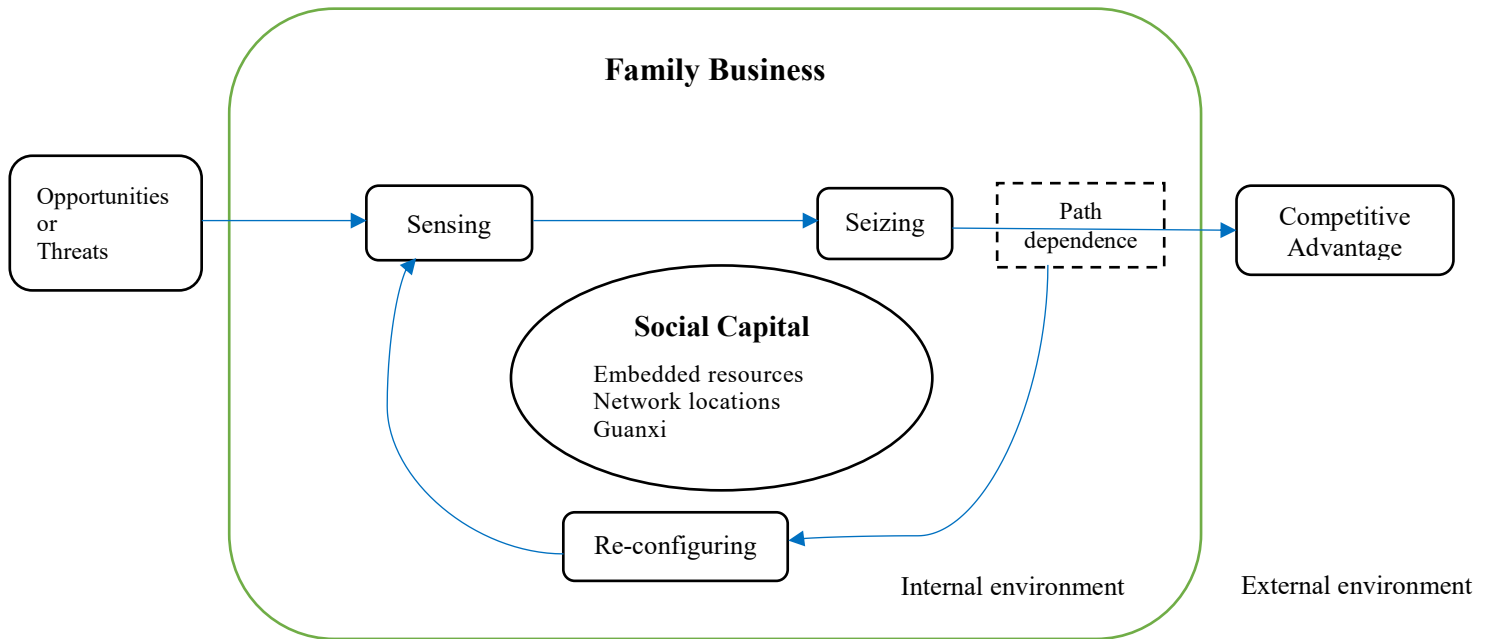 Family Business
Opportunities
or
Threats
Sensing
Seizing
Path
dependence
Competitive
Advantage
Social Capital
Embedded resources
Network locations
Guanxi
Re-configuring
Internal environment
External environment